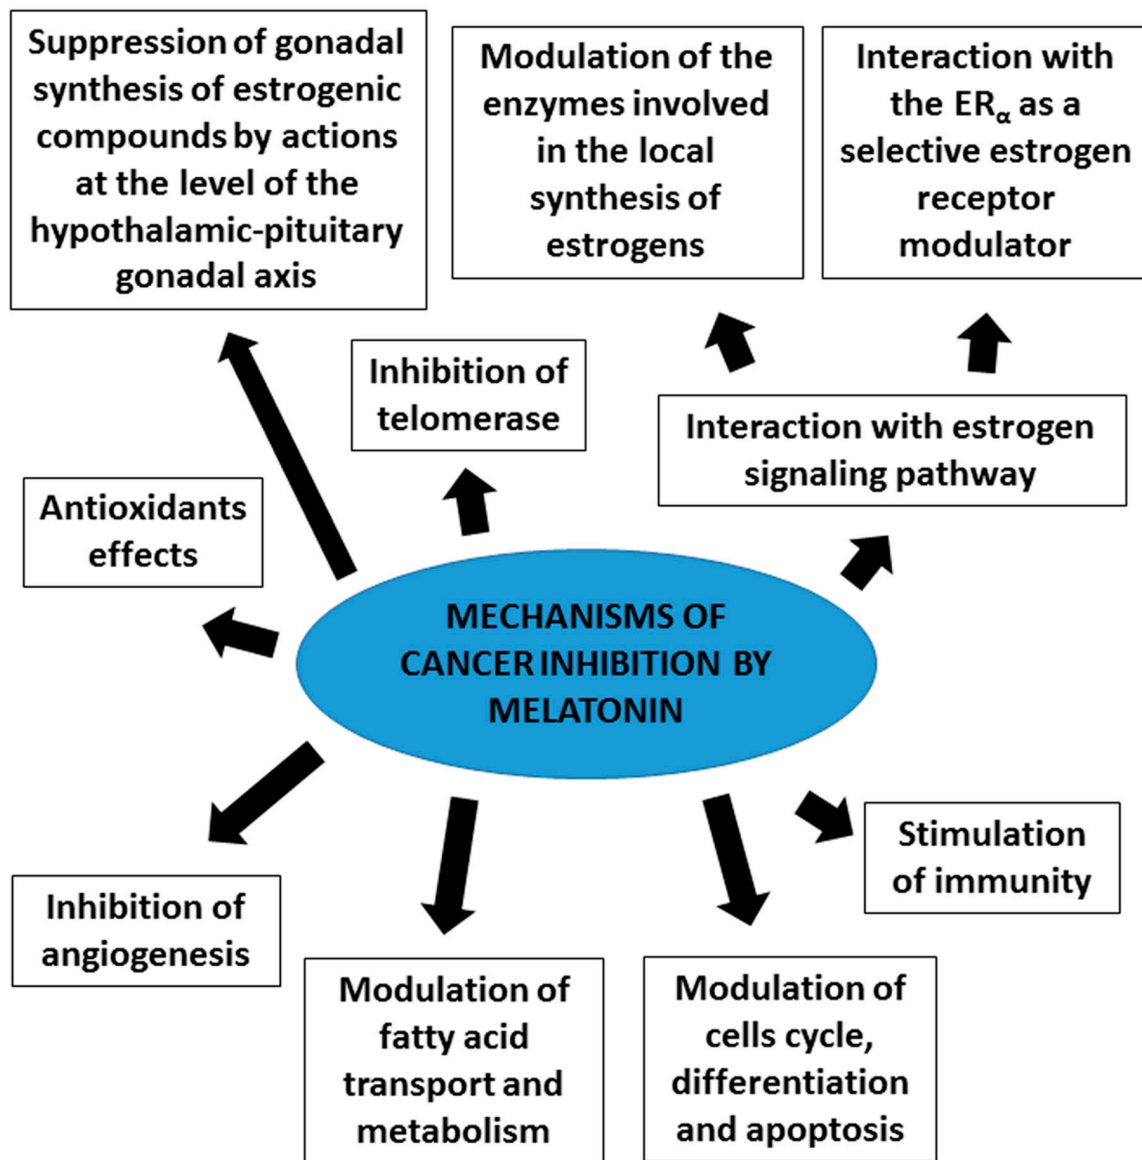 Suppression of gonadal
synthesis of estrogenic
compounds by actions
at the level of the
hypothalamic-pituitary
gonadal axis
Modulation of the
enzymes involved
in the local
synthesis of
estrogens
Interaction with
the ERα as a
selective estrogen
receptor
modulator
Inhibition of
telomerase
Interaction with estrogen
signaling pathway
Antioxidants
effects
MECHANISMS OF
CANCER INHIBITION BY
MELATONIN
Stimulation
of immunity
Inhibition of
angiogenesis
Modulation of
fatty acid
transport and
metabolism
Modulation of
cells cycle,
differentiation
and apoptosis